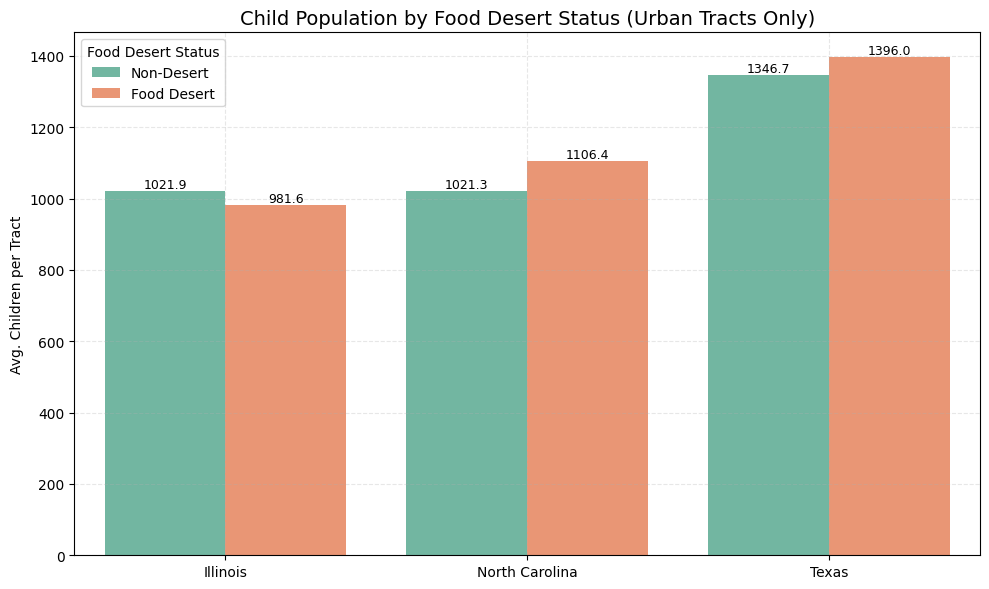 Child Population by Food Desert Status (Urban Tracts Only)
Food Desert Status
Non-Desert
Food Desert
Avg. Children per Tract
1400
1200
1000
800
600
400
200
0
1021.9
981.6
1021.3
1106.4
1346.7
1396.0
Illinois
North Carolina
Texas